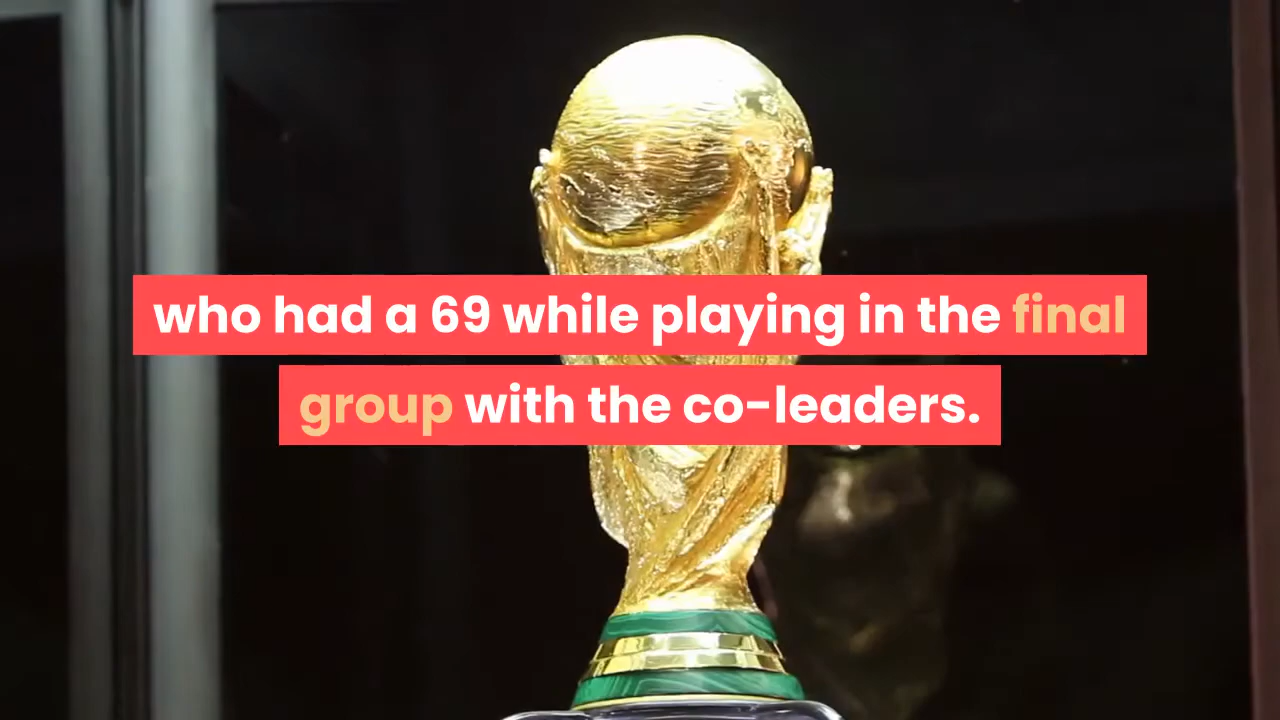 who had a 69 while playing in the final
group with the co-leaders.